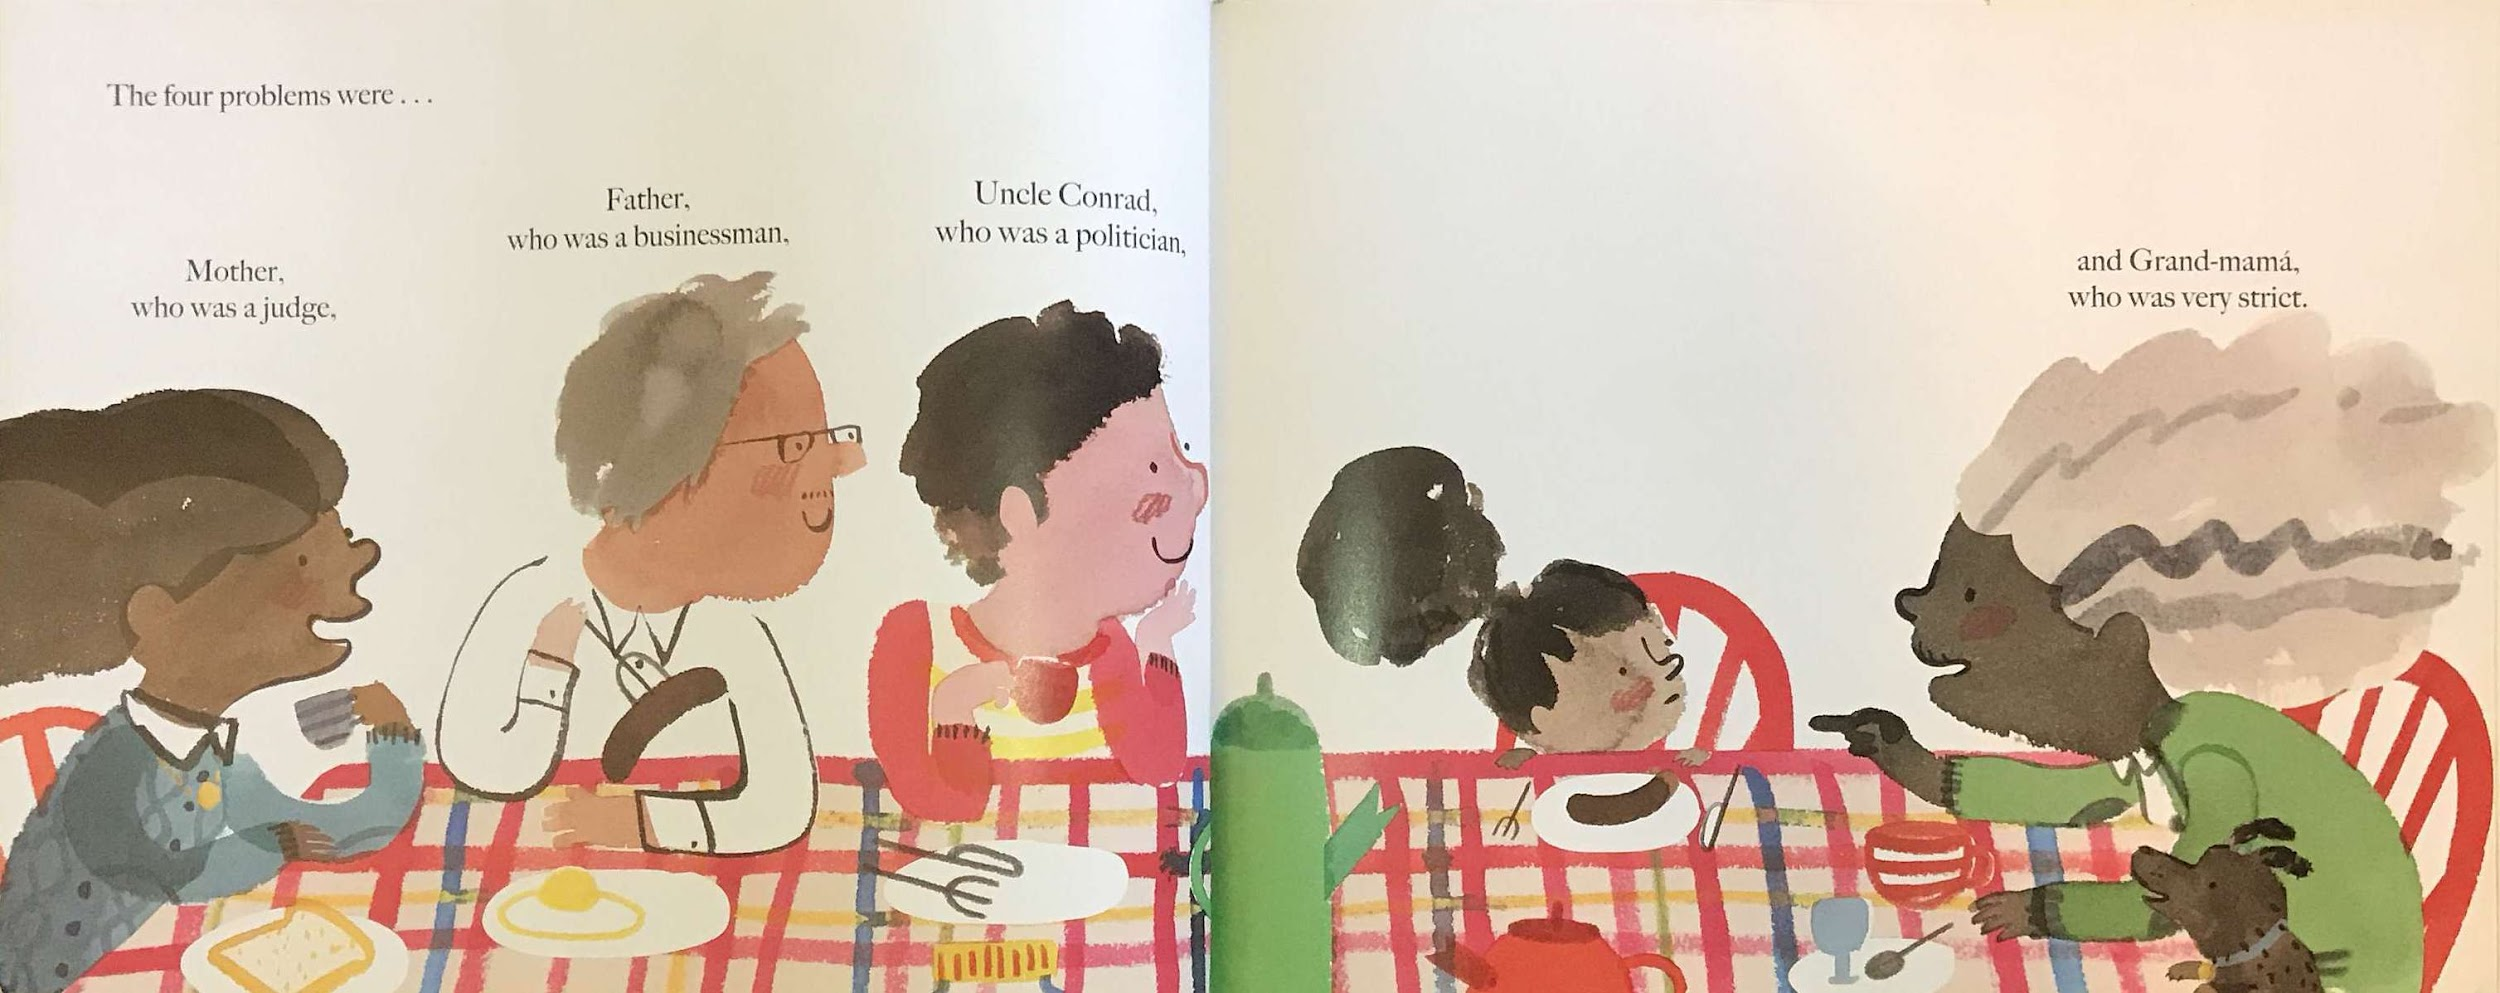 The four problems were . . .
Mother,
who was a judge,
Father,
who was a businessman,
Uncle Conrad,
who was a politician,
and Grand-mamá,
who was very strict.